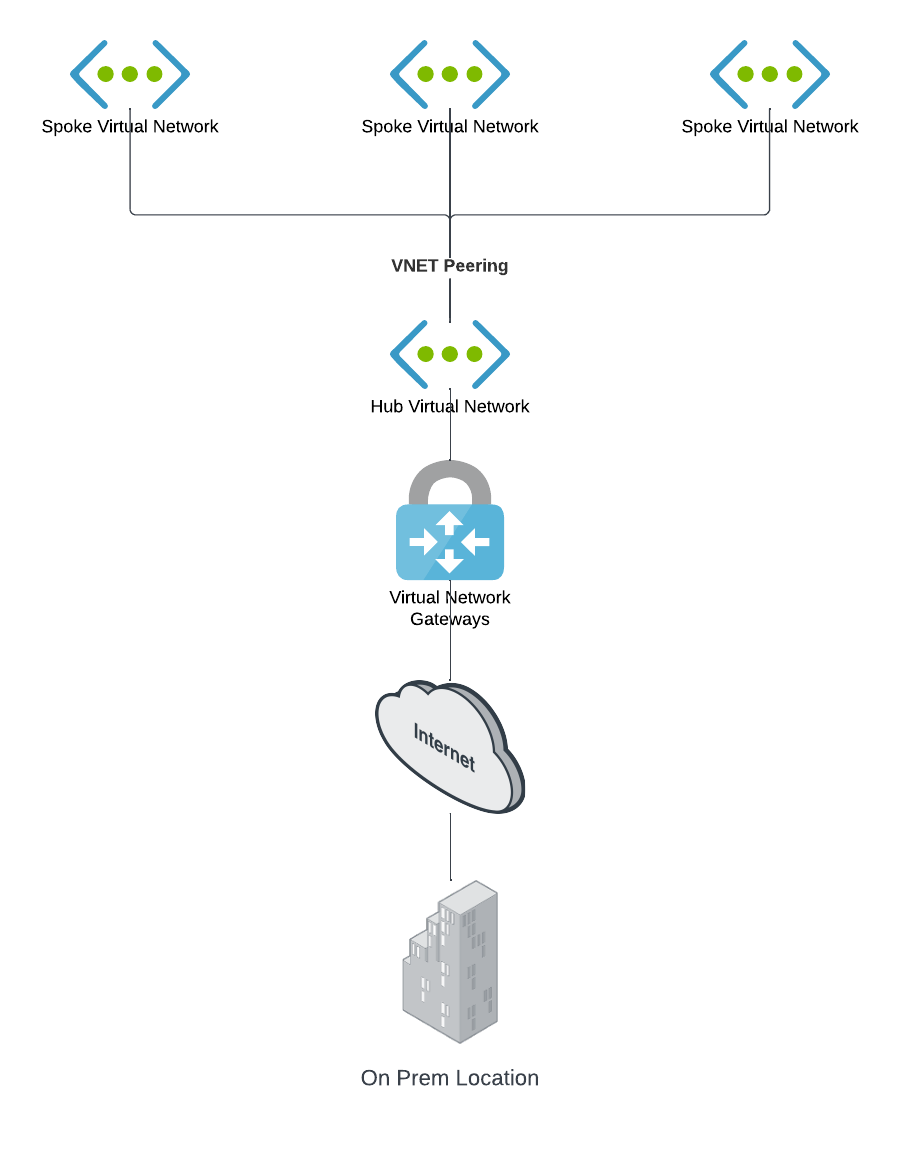 Spoke Virtual Network
Spoke Virtual Network
Spoke Virtual Network
VNET Peering
Hub Virtual Network
Virtual Network
Gateways
Internet
On Prem Location